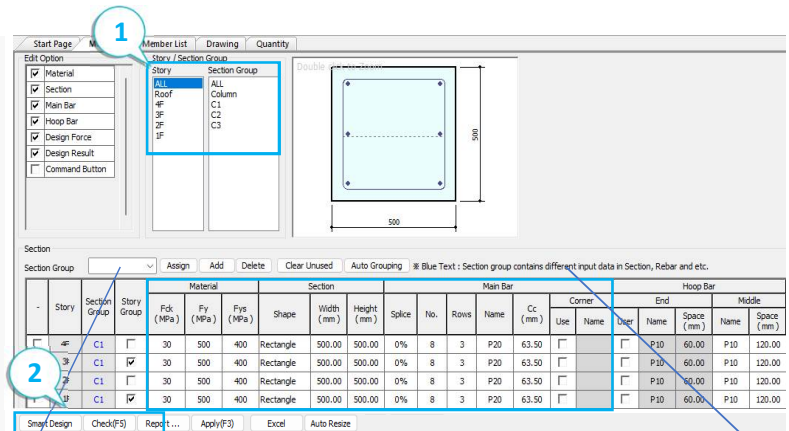 Start Page M Member List Drawing Quantity
1
Edit Option
Material
Section
Main Bar
Hoop Bar
Design Force
Design Result
Command Button
Story / Section Group
Story Section Group
ALL ALL
Roof Column
4F C1
3F C2
2F C3
1F
Double click to Zoom
500
500
Section
Section Group Assign Add Delete Clear Unused Auto Grouping ※ Blue Text : Section group contains different input data in Section, Rebar and etc.
- Story Section Group Story Group Material Section Main Bar Hoop Bar
Fck (MPa) Fy (MPa) Fys (MPa) Shape Width (mm) Height (mm) Splice No. Rows Name Cc (mm) Corner End Middle
Use Name User Name Space (mm) Name Space (mm)
4F C1 30 500 400 Rectangle 500.00 500.00 0% 8 3 P20 63.50 P10 60.00 P10 120.00
3F C1 30 500 400 Rectangle 500.00 500.00 0% 8 3 P20 63.50 P10 60.00 P10 120.00
2F C1 30 500 400 Rectangle 500.00 500.00 0% 8 3 P20 63.50 P10 60.00 P10 120.00
1F C1 30 500 400 Rectangle 500.00 500.00 0% 8 3 P20 63.50 P10 60.00 P10 120.00
2
Smart Design Check(F5) Report ... Apply(F3) Excel Auto Resize